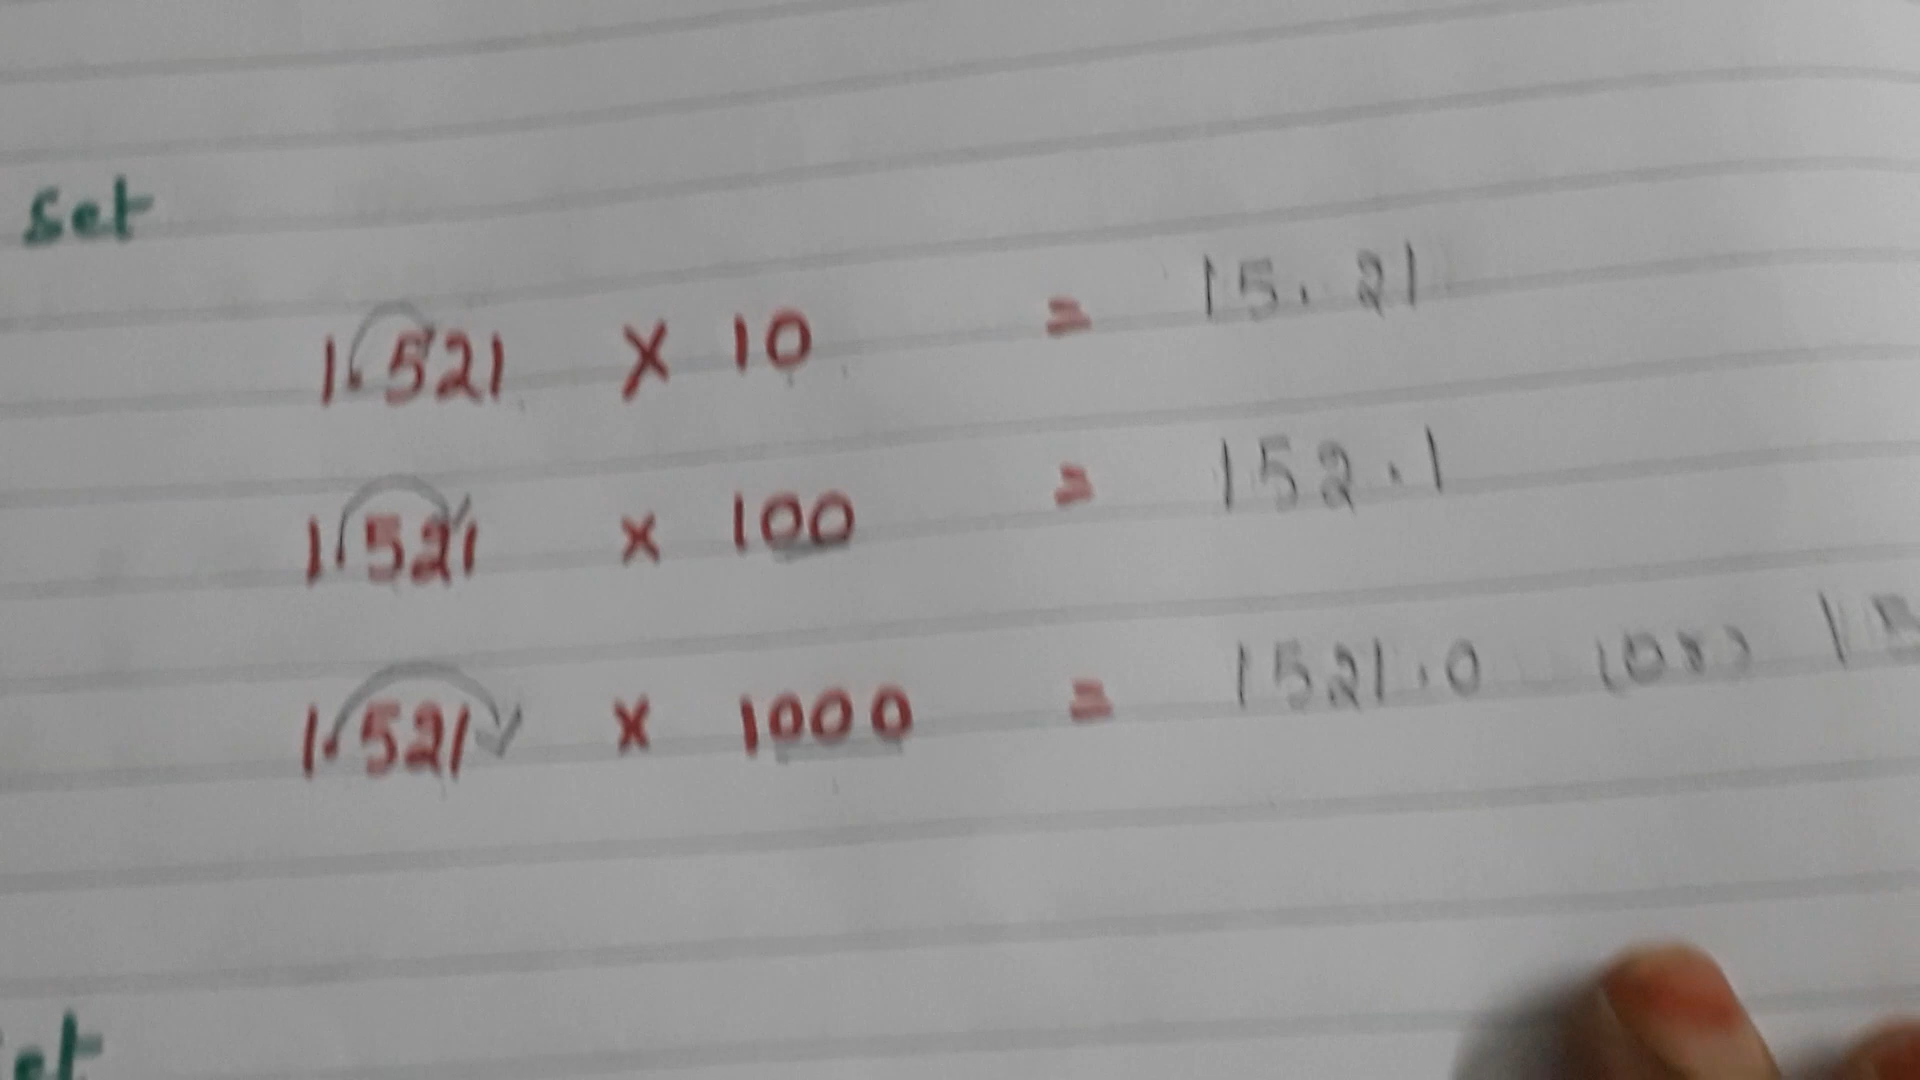 Set
1.521 × 10 = 15.21
1.521 × 100 = 152.1
1.521 × 1000 = 1521.0 (or)